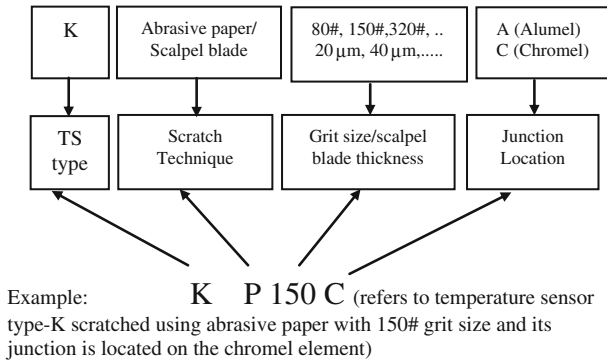 K
Abrasive paper/
Scalpel blade
80#, 150#,320#, ..
20 μm, 40 μm,.....
A (Alumel)
C (Chromel)
TS
type
Scratch
Technique
Grit size/scalpel
blade thickness
Junction
Location
Example: K P 150 C (refers to temperature sensor
type-K scratched using abrasive paper with 150# grit size and its
junction is located on the chromel element)